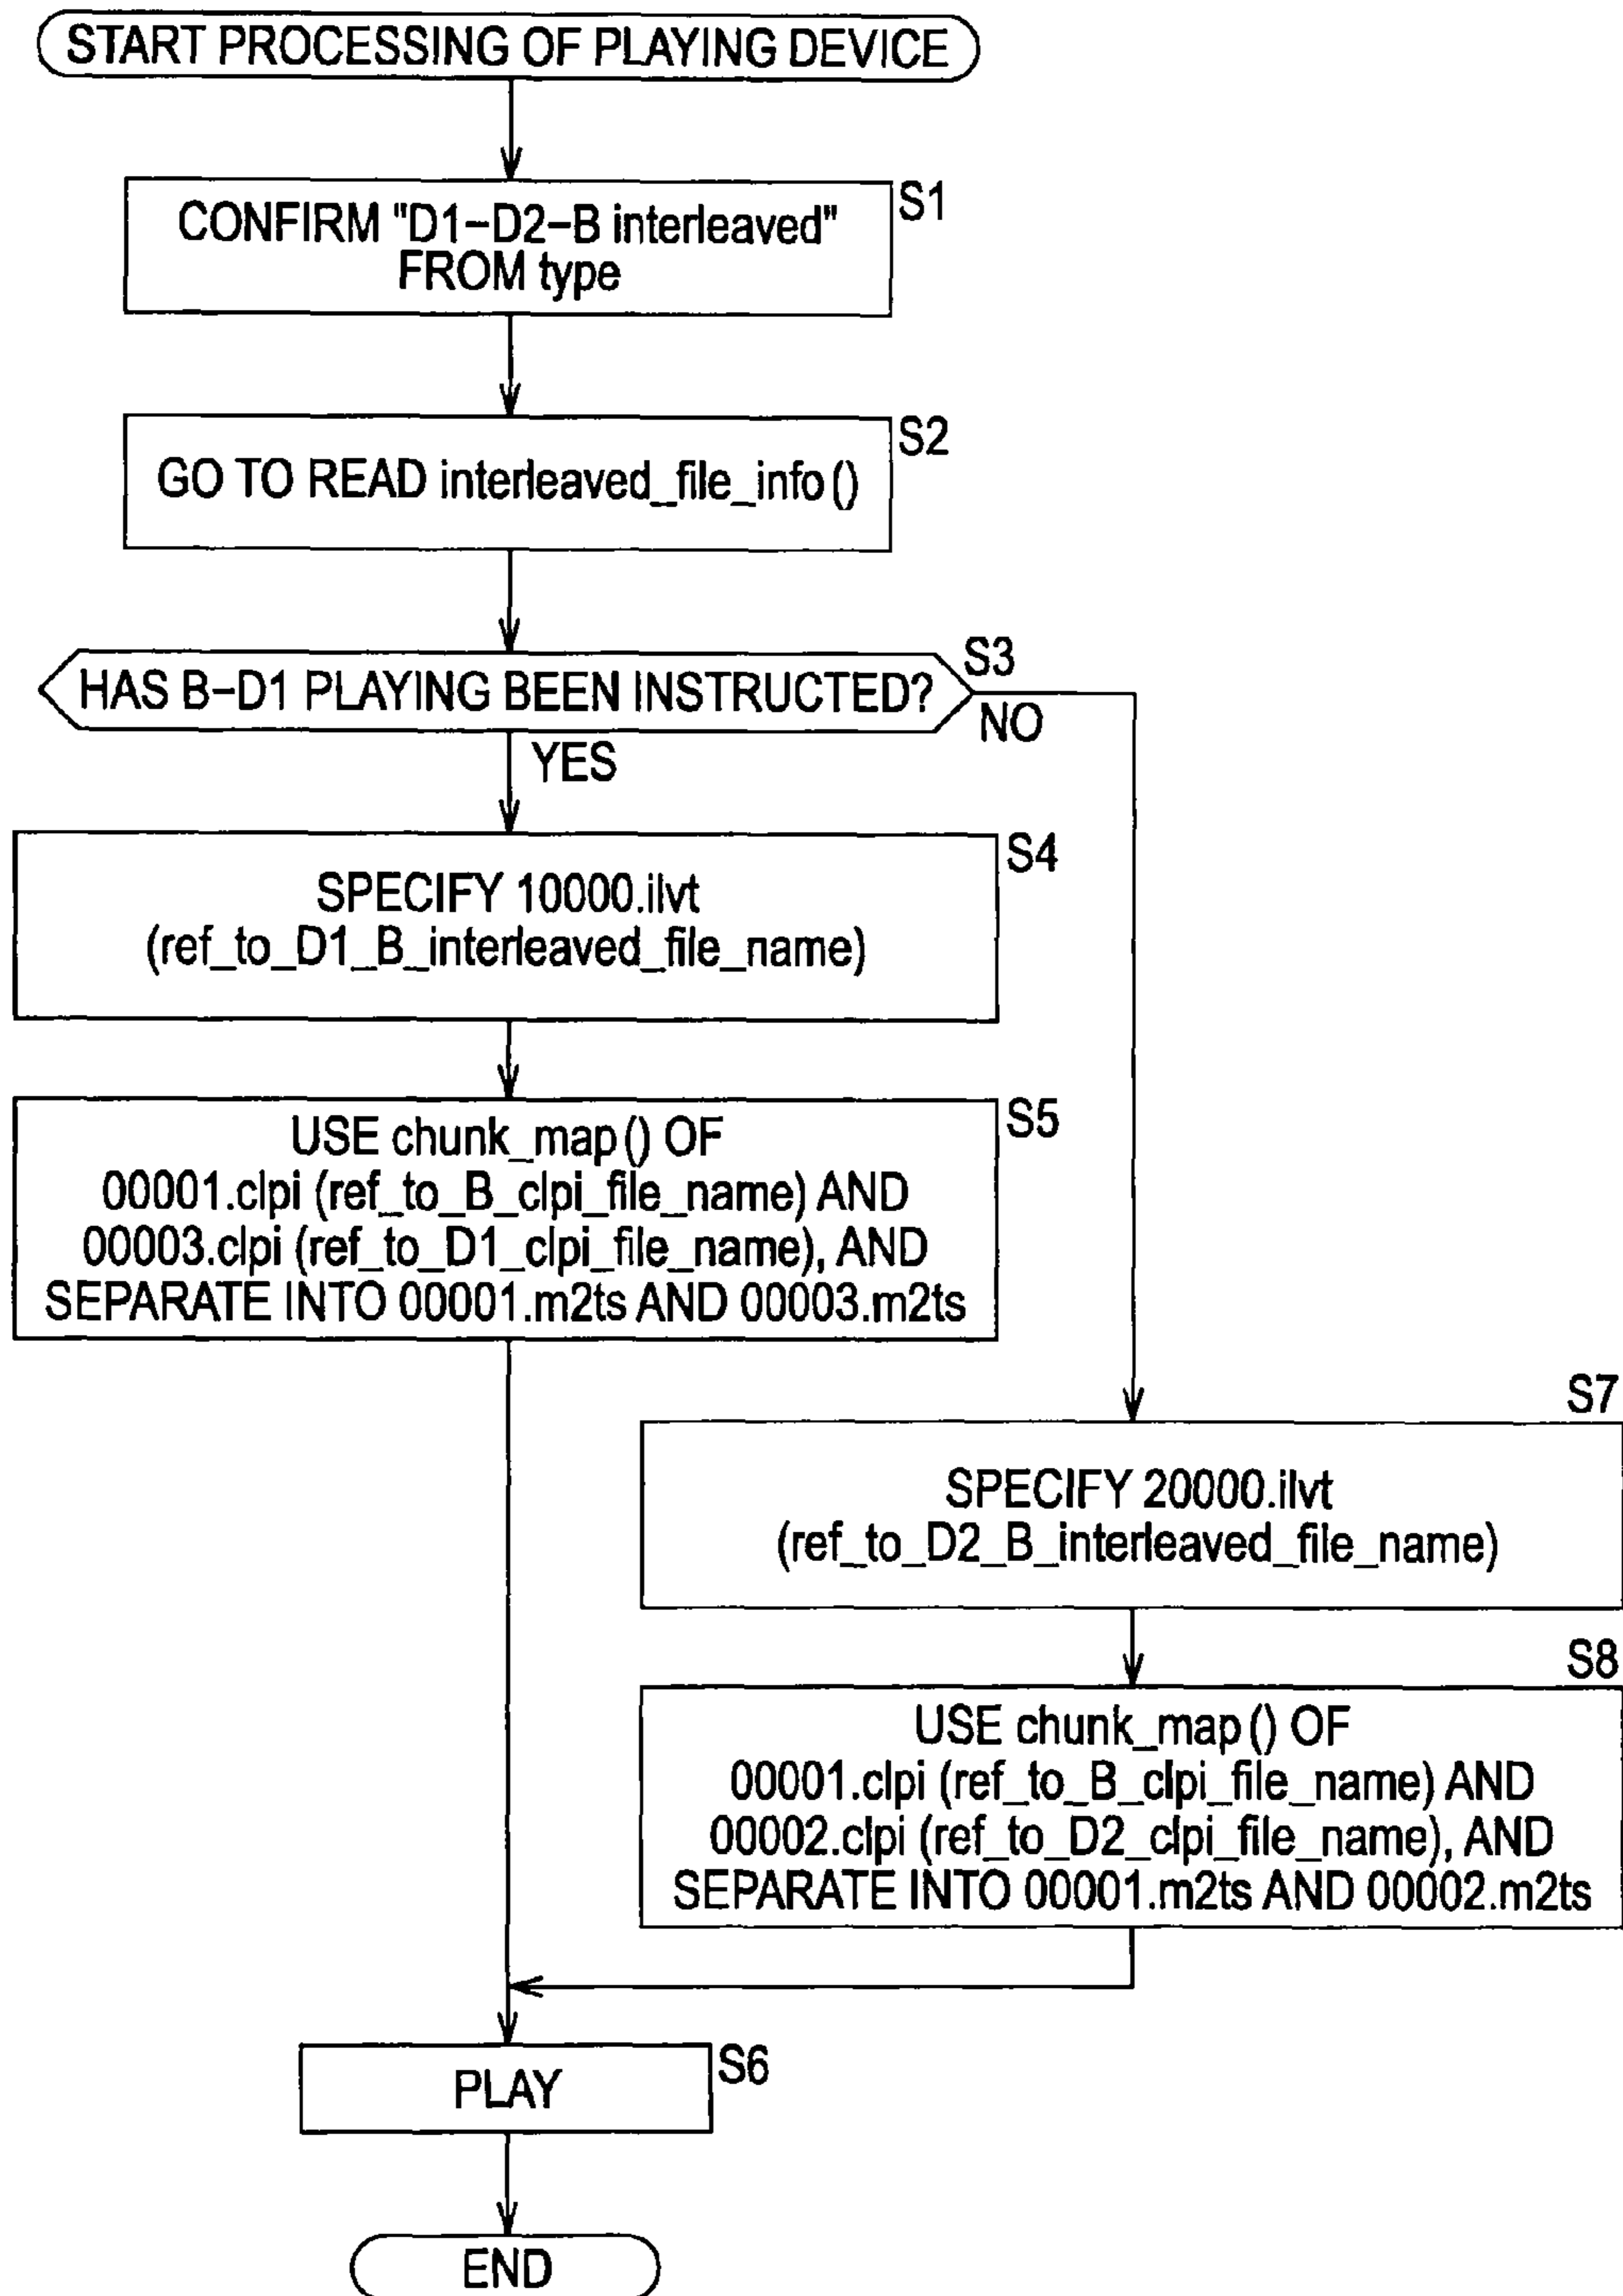 START PROCESSING OF PLAYING DEVICE
S1
CONFIRM "D1-D2-B interleaved"
FROM type
S2
GO TO READ interleaved_file_info ()
S3
HAS B-D1 PLAYING BEEN INSTRUCTED?
NO
YES
S4
SPECIFY 10000.ilvt
(ref_to_D1_B_interleaved_file_name)
S5
USE chunk_map () OF
00001.clpi (ref_to_B_clpi_file_name) AND
00003.clpi (ref_to_D1_clpi_file_name), AND
SEPARATE INTO 00001.m2ts AND 00003.m2ts
S7
SPECIFY 20000.ilvt
(ref_to_D2_B_interleaved_file_name)
S8
USE chunk_map () OF
00001.clpi (ref_to_B_clpi_file_name) AND
00002.clpi (ref_to_D2_clpi_file_name), AND
SEPARATE INTO 00001.m2ts AND 00002.m2ts
S6
PLAY
END